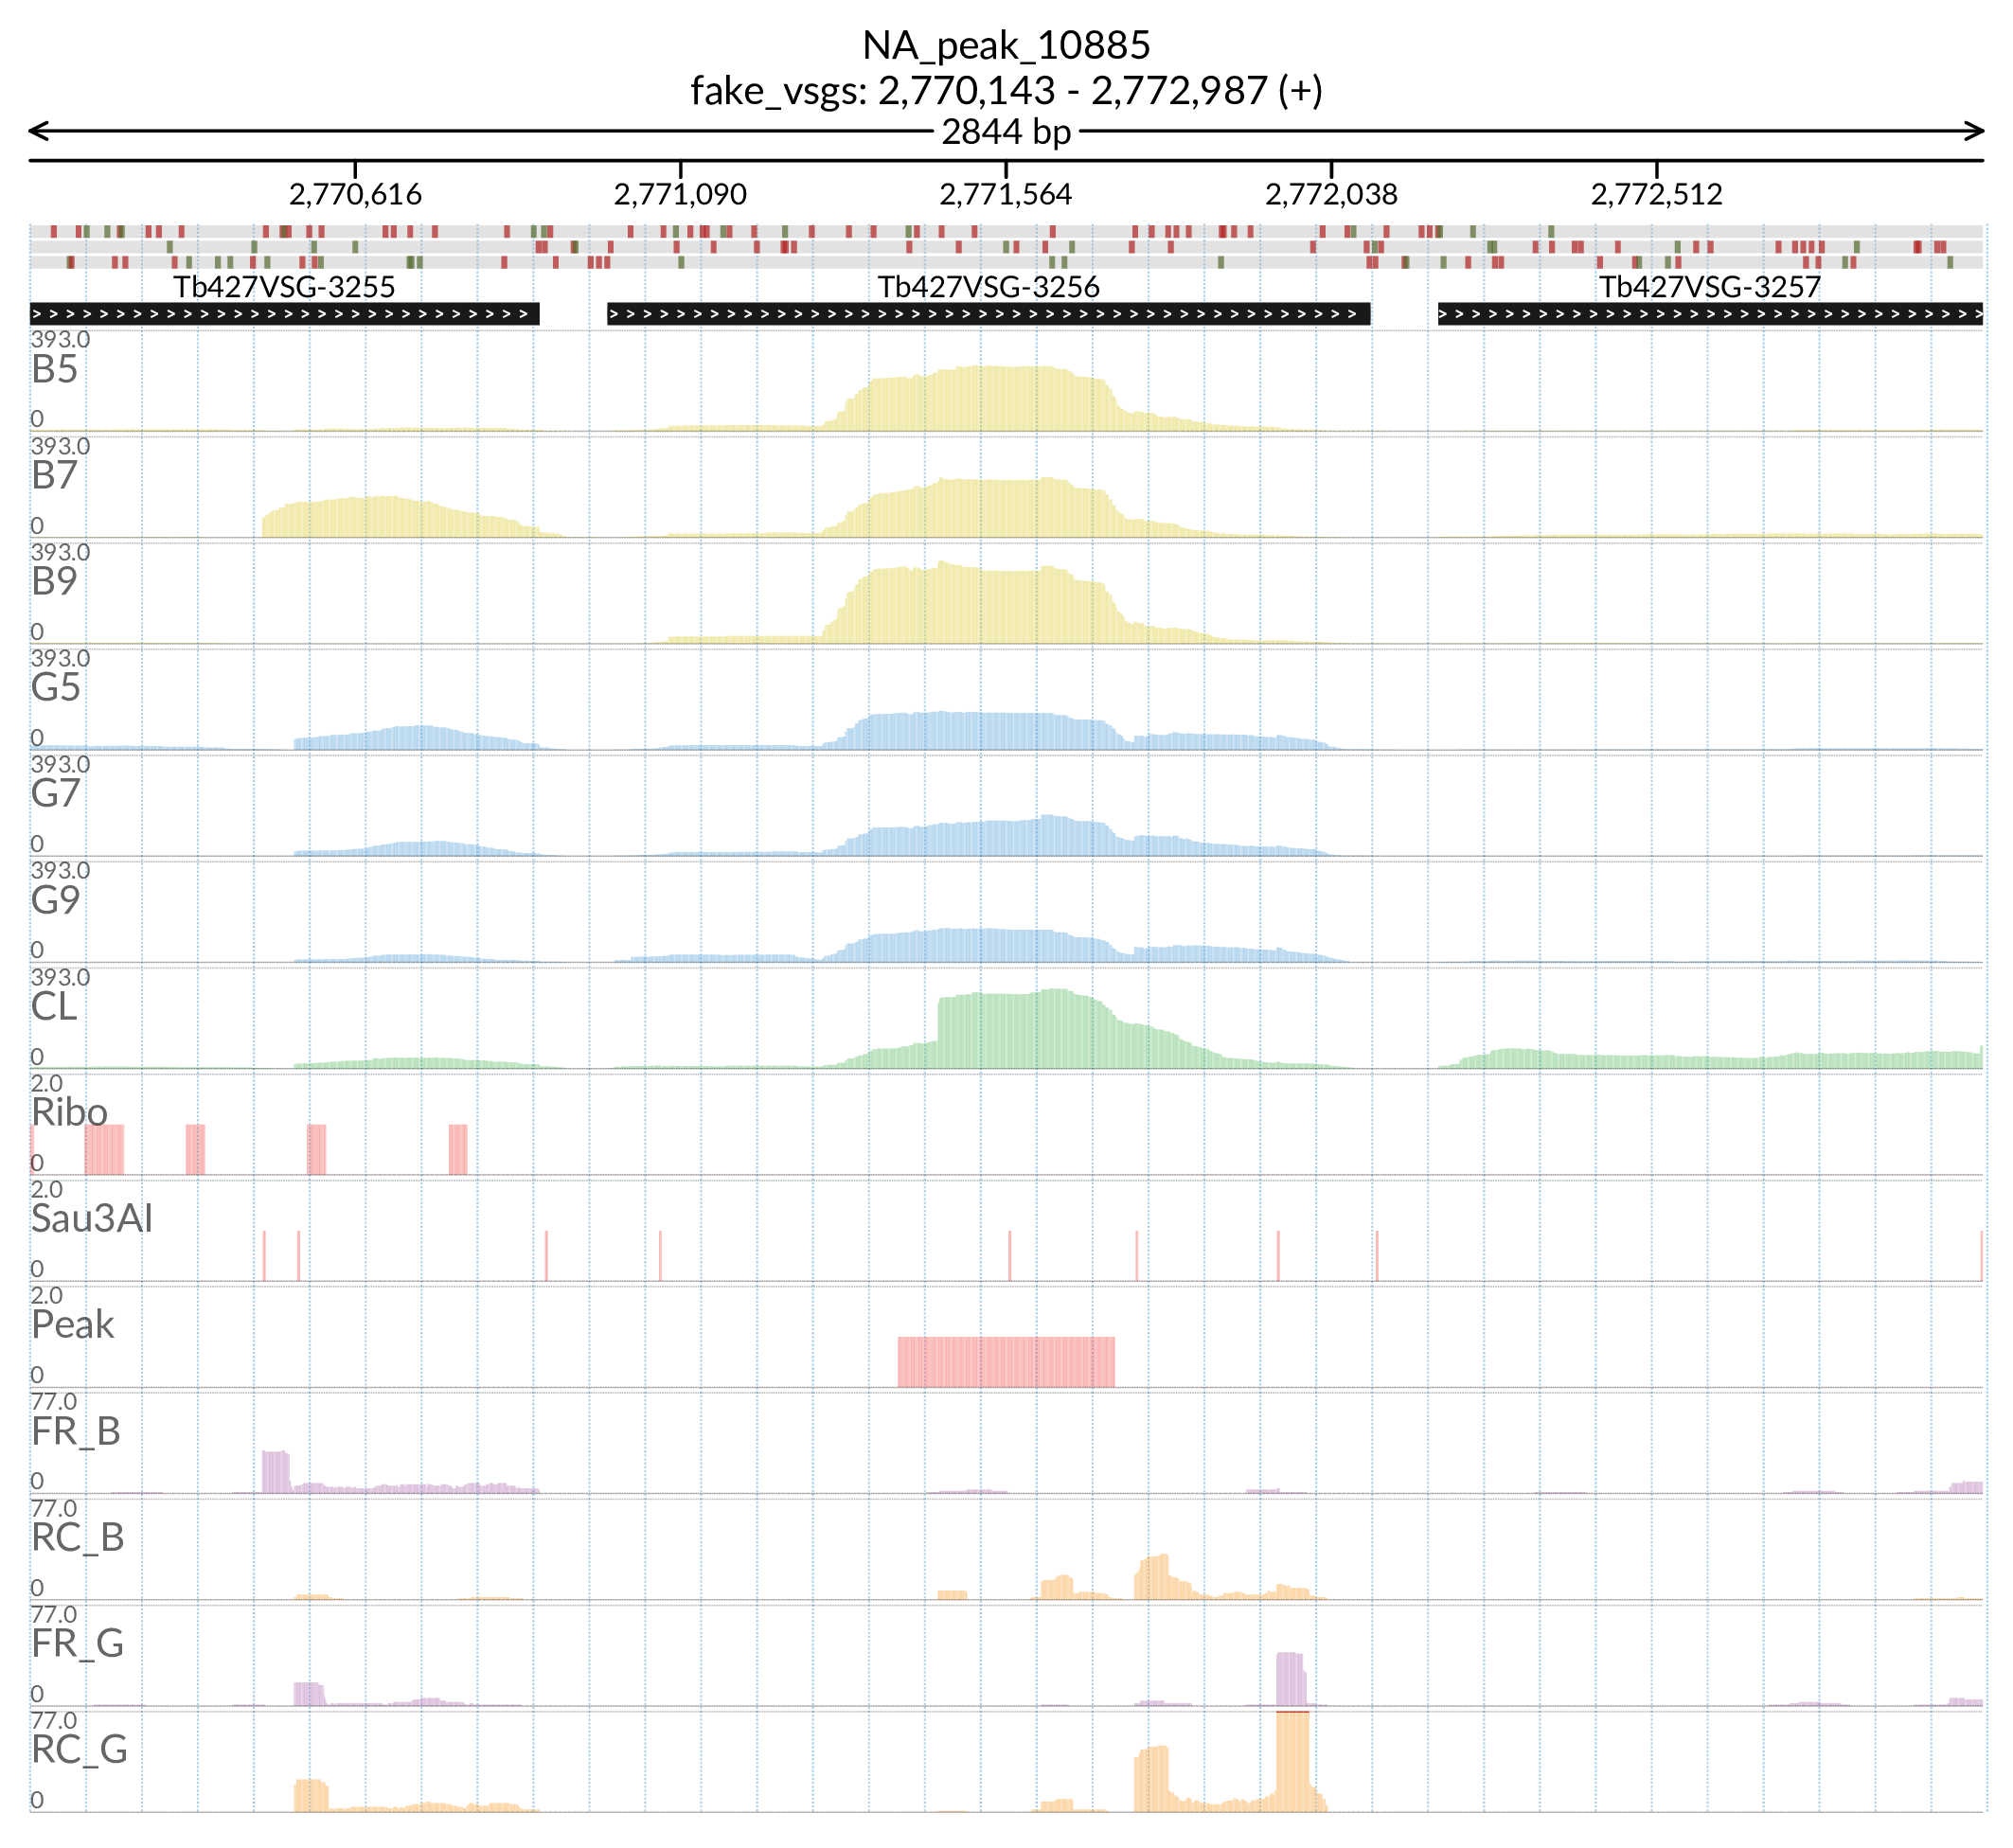 NA_peak_10885
fake_vsgs: 2,770,143 - 2,772,987 (+)
2844 bp
2,770,616 2,771,090 2,771,564 2,772,038 2,772,512
Tb427VSG-3255 Tb427VSG-3256 Tb427VSG-3257
393.0
B5
0
393.0
B7
0
393.0
B9
0
393.0
G5
0
393.0
G7
0
393.0
G9
0
393.0
CL
0
2.0
Ribo
0
2.0
Sau3AI
0
2.0
Peak
0
77.0
FR_B
0
77.0
RC_B
0
77.0
FR_G
0
77.0
RC_G
0